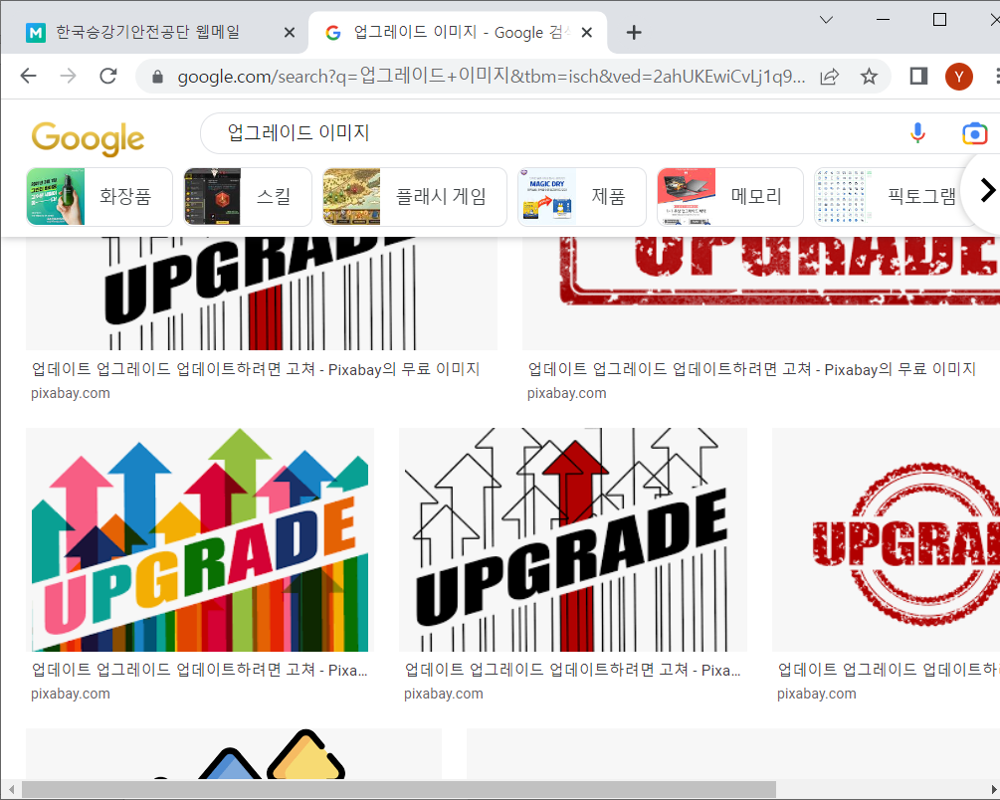 한국승강기안전공단 웹메일
업그레이드 이미지 - Google 검색
google.com/search?q=업그레이드+이미지&tbm=isch&ved=2ahUKEwiCvLj1q9...
Y
Google
업그레이드 이미지
화장품
스킬
플래시 게임
MAGIC DRY
제품
메모리
픽토그램
UPGRADE
UPGRADE
업데이트 업그레이드 업데이트하려면 고쳐 - Pixabay의 무료 이미지
pixabay.com
업데이트 업그레이드 업데이트하려면 고쳐 - Pixabay의 무료 이미지
pixabay.com
UPGRADE
UPGRADE
UPGRA
업데이트 업그레이드 업데이트하려면 고쳐 - Pixa...
pixabay.com
업데이트 업그레이드 업데이트하려면 고쳐 - Pixa...
pixabay.com
업데이트 업그레이드 업데이트하
pixabay.com